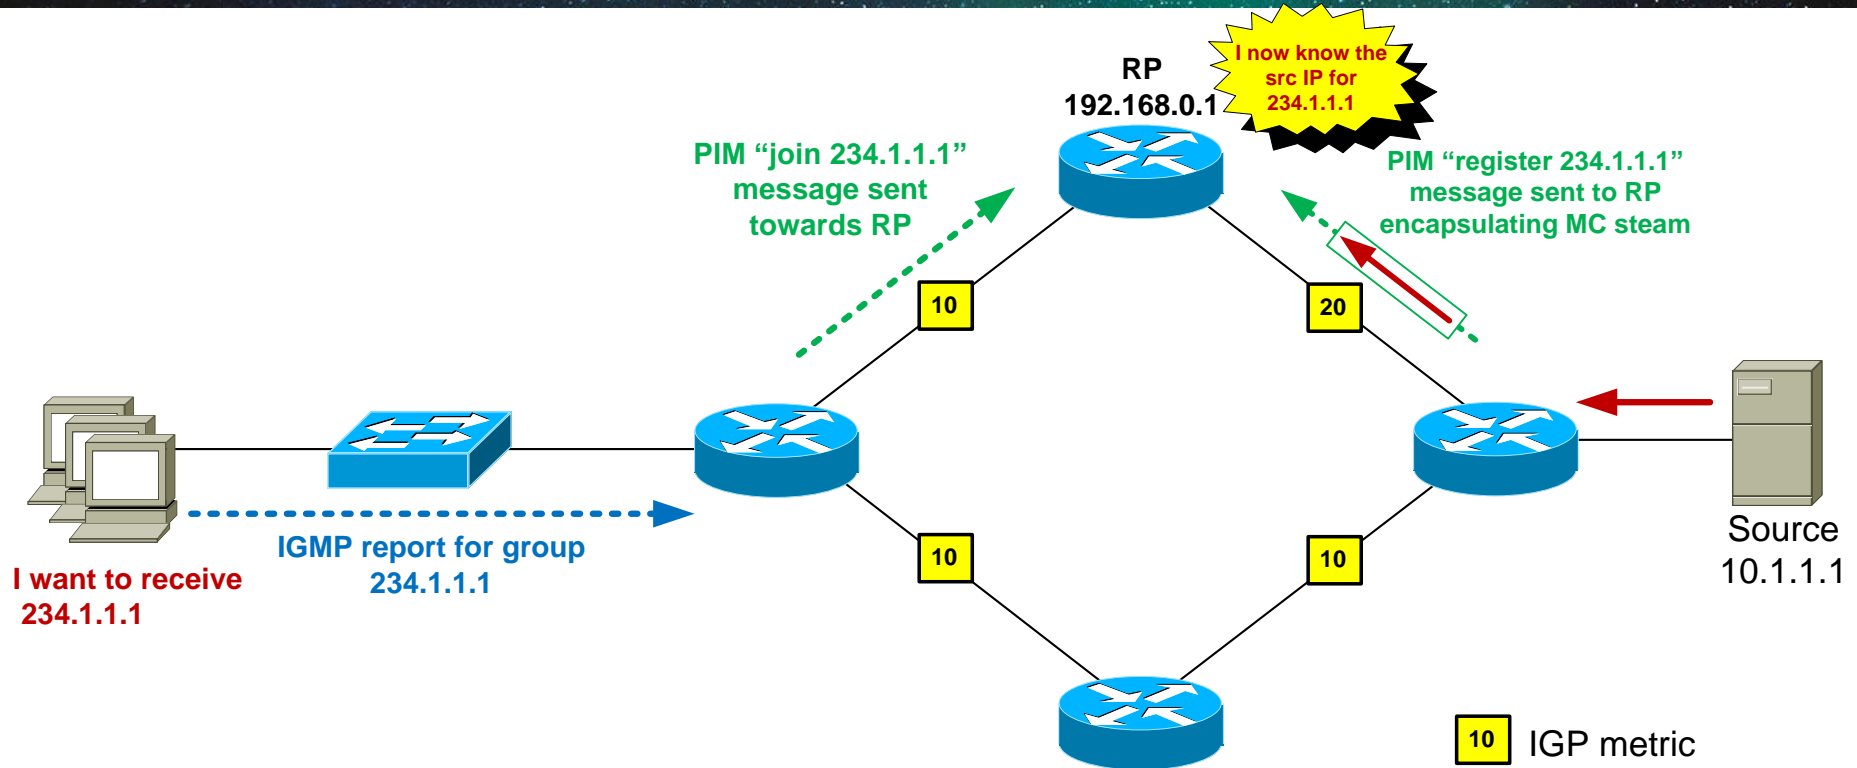 RP
192.168.0.1
I now know the
src IP for
234.1.1.1
PIM “join 234.1.1.1”
message sent
towards RP
PIM “register 234.1.1.1”
message sent to RP
encapsulating MC steam
10
20
IGMP report for group
234.1.1.1
I want to receive
234.1.1.1
10
10
Source
10.1.1.1
10 IGP metric